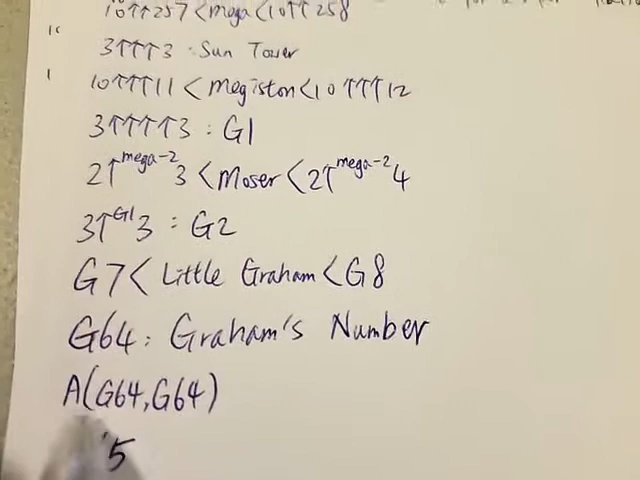 10↑↑257 < mega < 10↑↑258
3↑↑↑3 : Sun Tower
10↑↑↑11 < megiston < 10↑↑↑12
3↑↑↑↑3 : G1
2↑^mega-2 3 < Moser < 2↑^mega-2 4
3↑^G1 3 : G2
G7 < Little Graham < G8
G64 : Graham's Number
A(G64,G64)
5